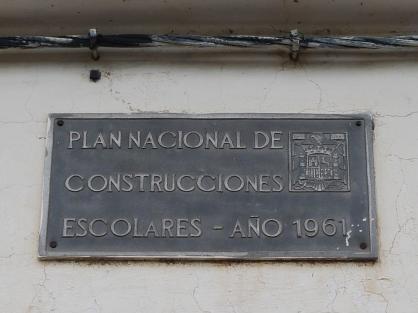 PLAN NACIONAL DE
CONSTRUCCIONES
ESCOLARES - AÑO 1961